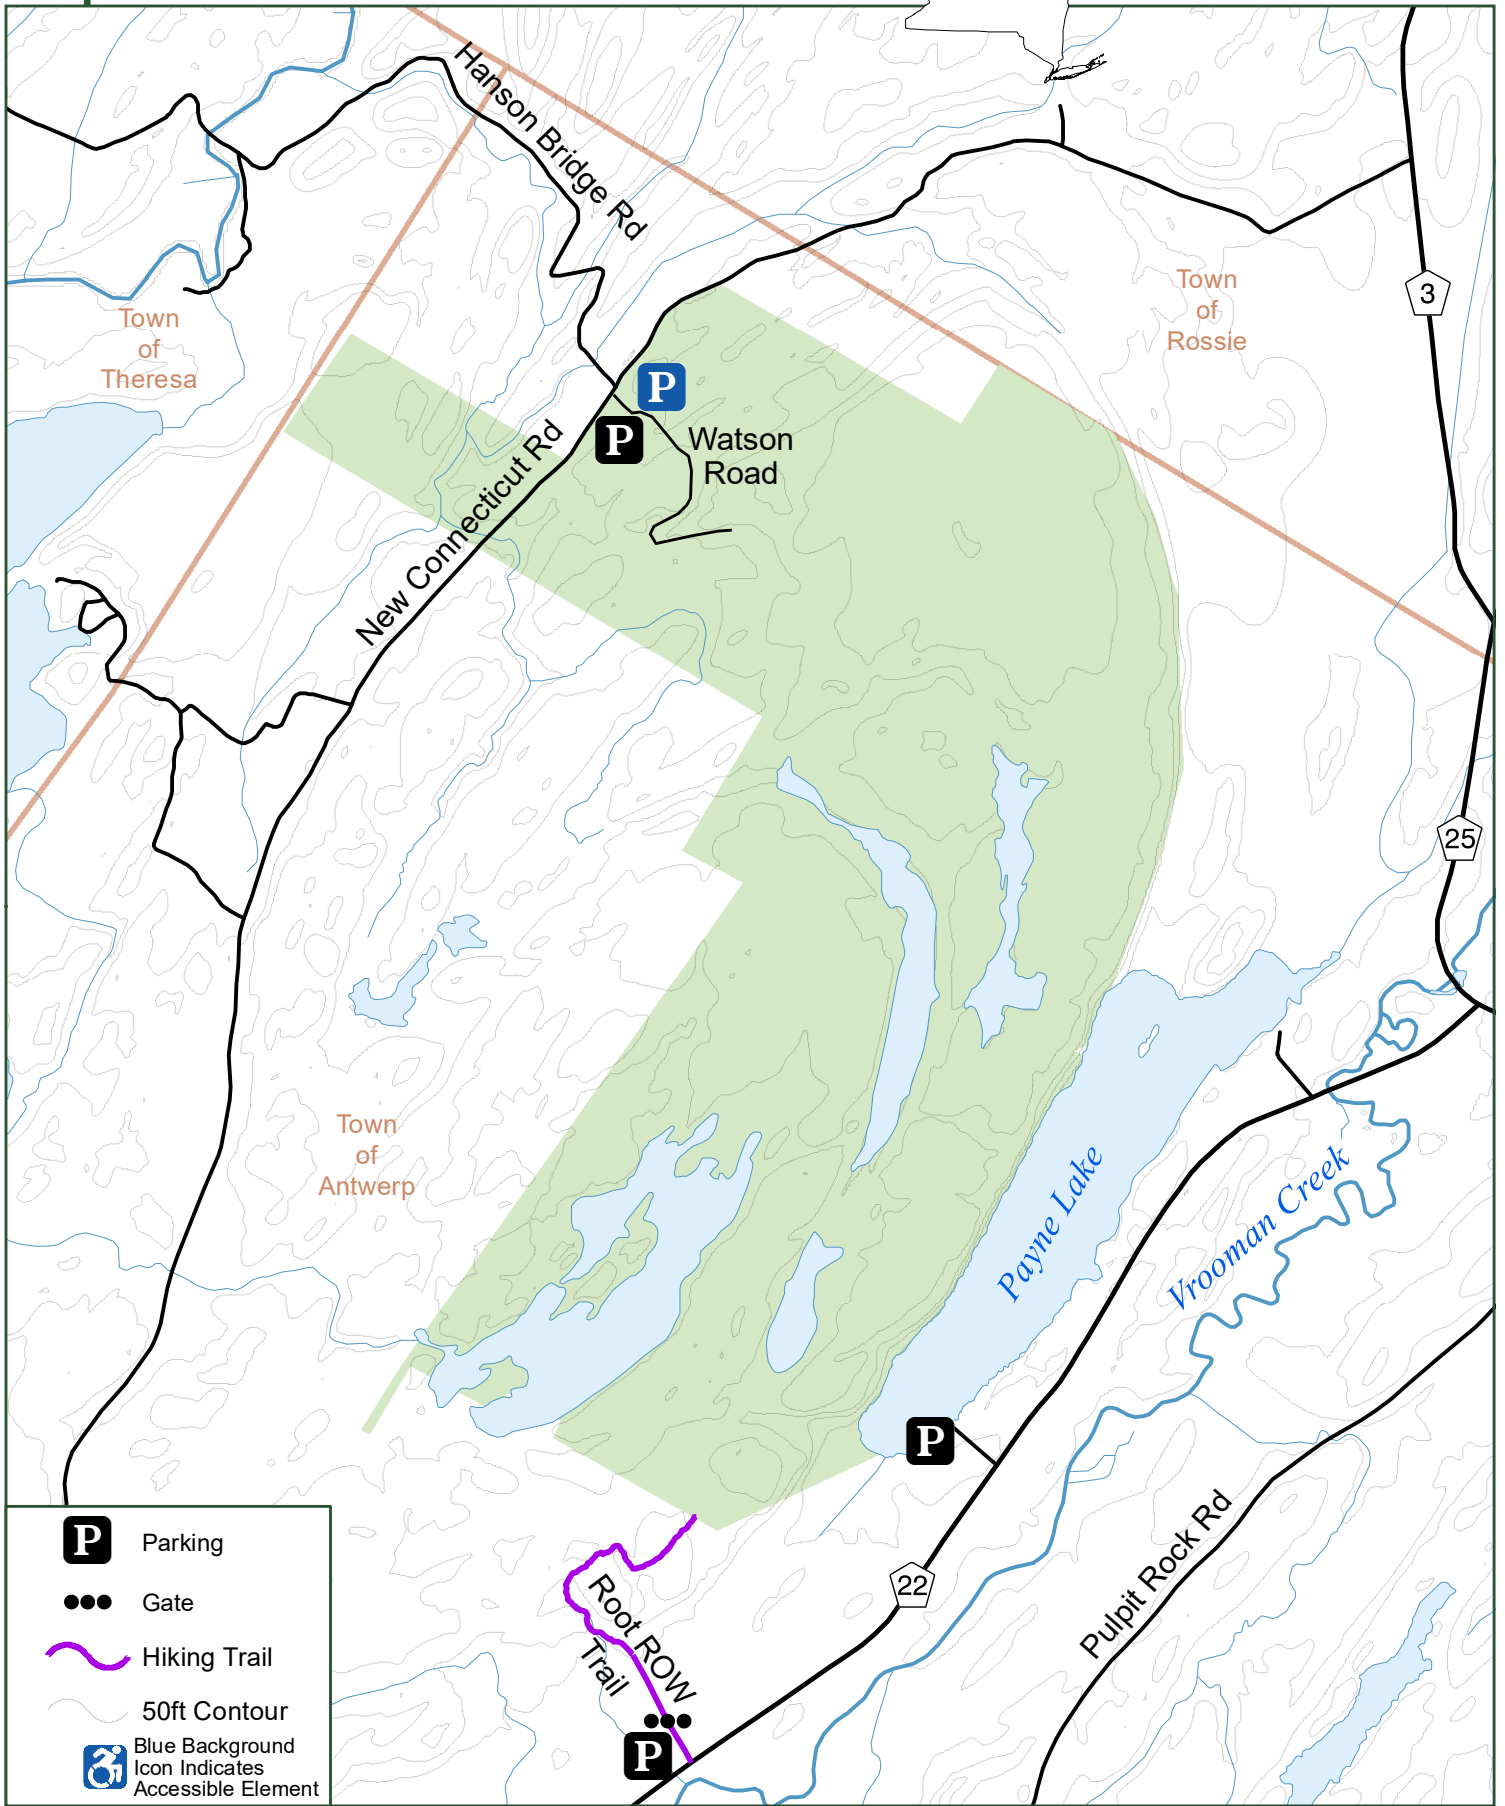 Hanson Bridge Rd
Town
of
Rossie
3
Town
of
Theresa
P
P
Watson
Road
New Connecticut Rd
25
Town
of
Antwerp
Payne Lake
Vrooman Creek
P
22
Pulpit Rock Rd
Root ROW
Trail
P
P Parking
Gate
Hiking Trail
50ft Contour
Blue Background
Icon Indicates
Accessible Element